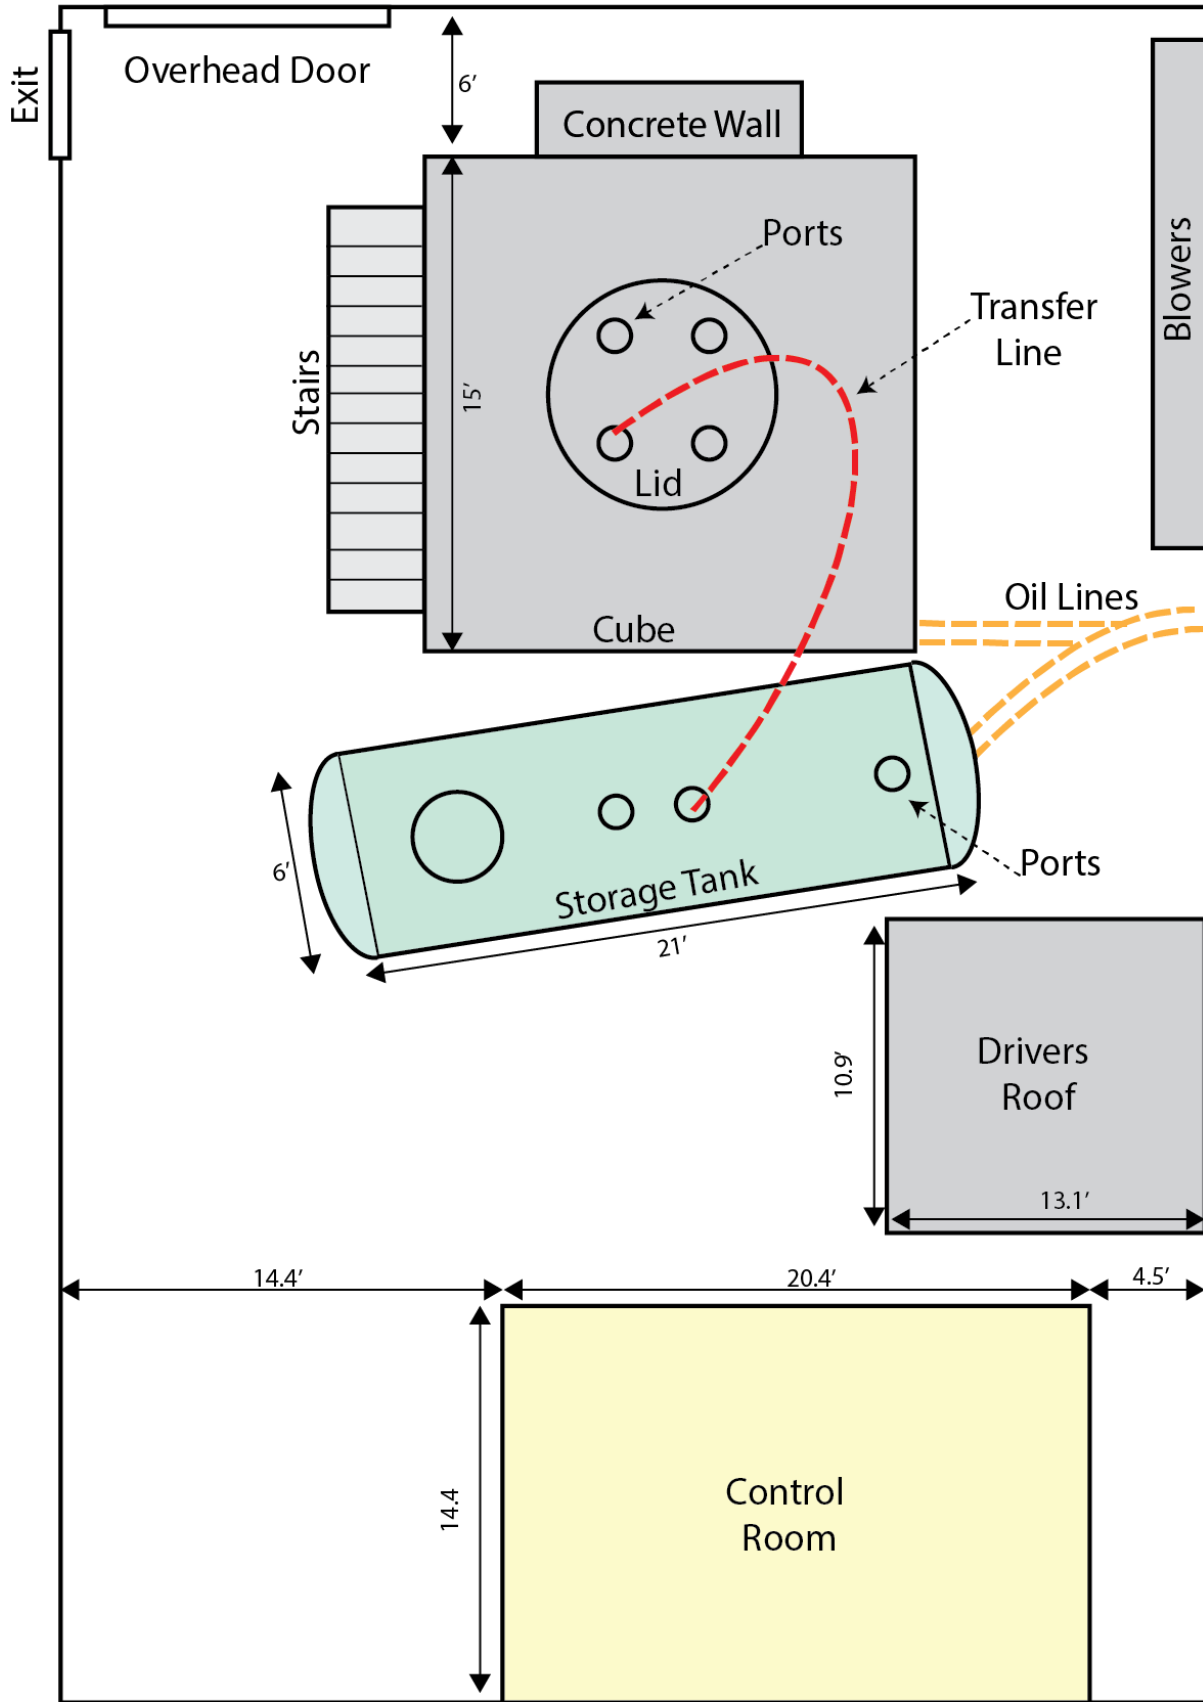 Exit
Overhead Door
6’
Concrete Wall
Ports
Transfer
Line
Blowers
Stairs
15’
Lid
Cube
Oil Lines
6’
Storage Tank
21’
Ports
Drivers
Roof
10.9’
13.1’
14.4’
20.4’
4.5’
14.4
Control
Room